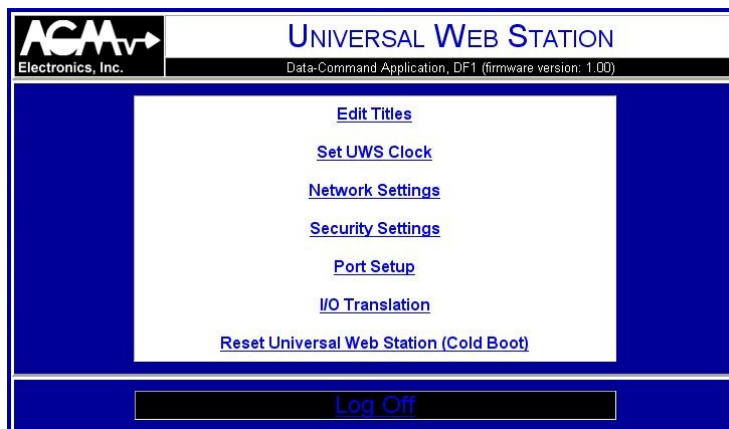 Electronics, Inc.
UNIVERSAL WEB STATION
Data-Command Application, DF1 (firmware version: 1.00)
Edit Titles
Set UWS Clock
Network Settings
Security Settings
Port Setup
I/O Translation
Reset Universal Web Station (Cold Boot)
Log Off